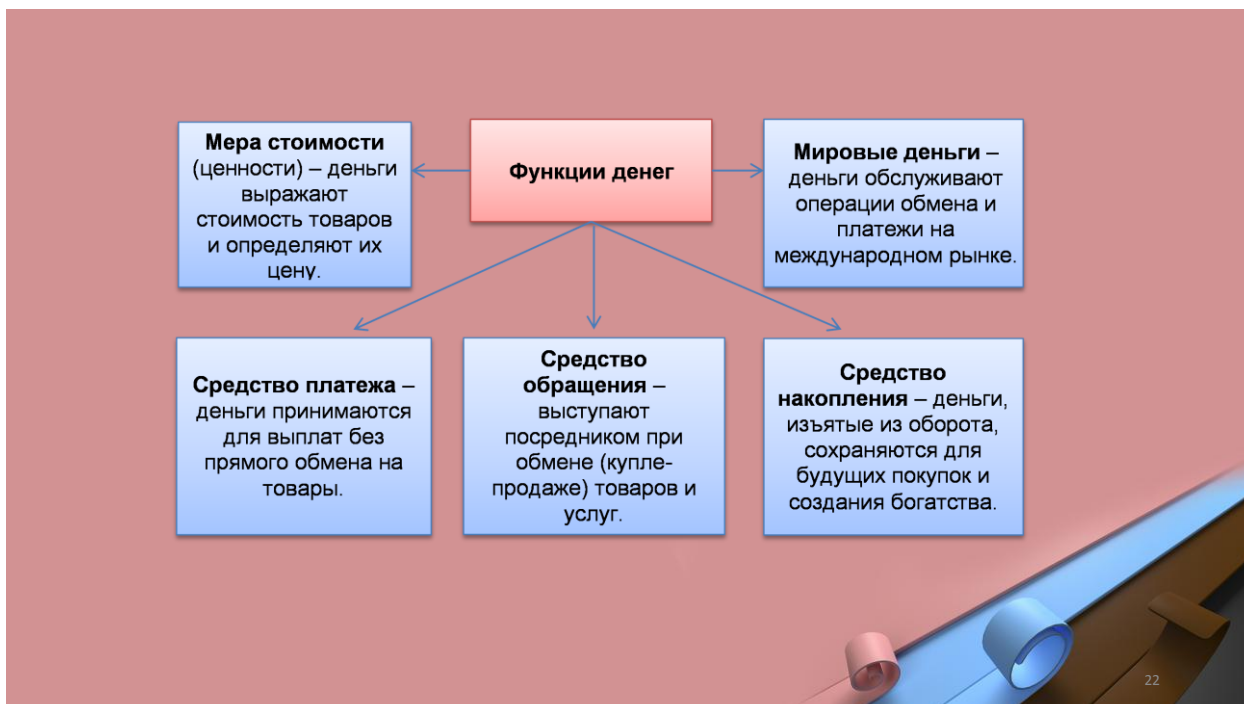 Мера стоимости
(ценности) – деньги
выражают
стоимость товаров
и определяют их
цену.
Функции денег
Мировые деньги –
деньги обслуживают
операции обмена и
платежи на
международном рынке.
Средство платежа –
деньги принимаются
для выплат без
прямого обмена на
товары.
Средство
обращения –
выступают
посредником при
обмене (купле-
продаже) товаров и
услуг.
Средство
накопления – деньги,
изъятые из оборота,
сохраняются для
будущих покупок и
создания богатства.
22